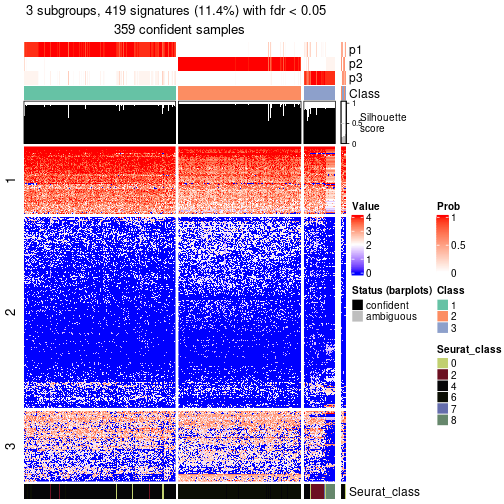 3 subgroups, 419 signatures (11.4%) with fdr < 0.05
359 confident samples
p1
p2
p3
Class
1
0.5
0
Silhouette
score
1
2
3
Value
4
3
2
1
0
Prob
1
0.5
0
Status (barplots)
confident
ambiguous
Class
1
2
3
Seurat_class
0
2
4
6
7
8
Seurat_class